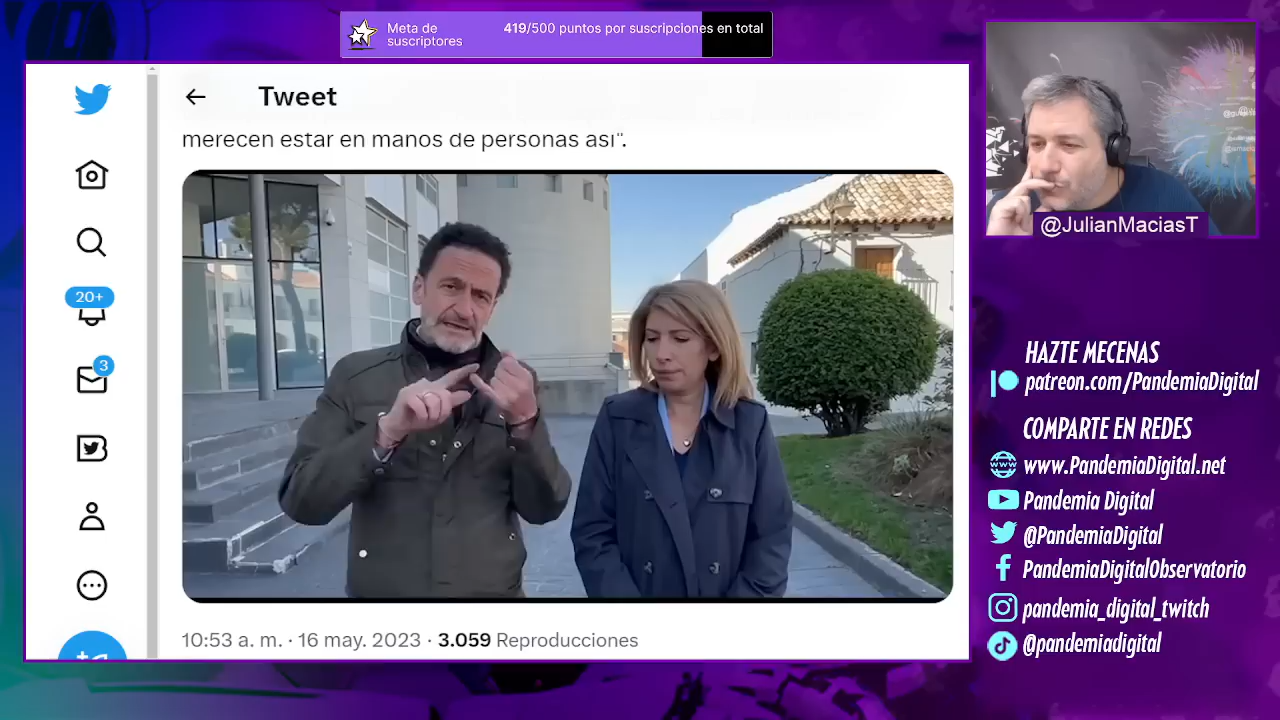 Meta de
suscriptores
419/500 puntos por suscripciones en total
Tweet
merecen estar en manos de personas así".
20+
3
10:53 a. m. · 16 may. 2023 · 3.059 Reproducciones
@JulianMaciasT
HAZTE MECENAS
patreon.com/PandemiaDigital
COMPARTE EN REDES
www.PandemiaDigital.net
Pandemia Digital
@PandemiaDigital
PandemiaDigitalObservatorio
pandemia_digital_twitch
@pandemiadigital